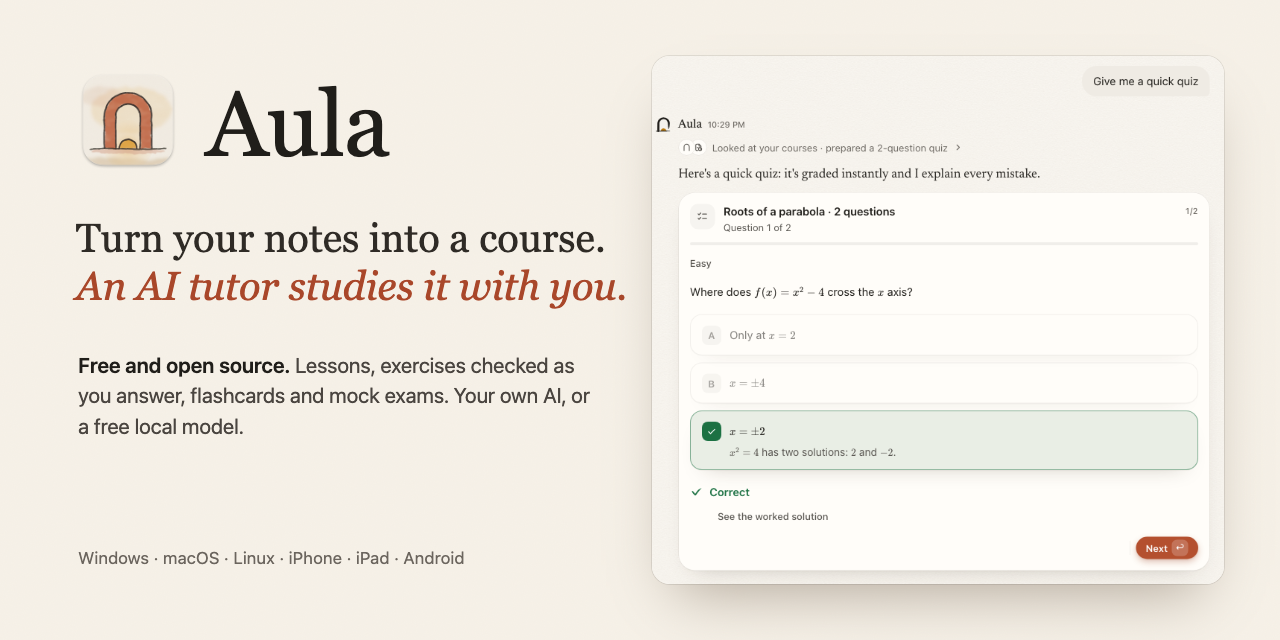 Aula
Turn your notes into a course.
An AI tutor studies it with you.
Free and open source. Lessons, exercises checked as
you answer, flashcards and mock exams. Your own AI, or
a free local model.
Windows · macOS · Linux · iPhone · iPad · Android
Give me a quick quiz
Aula 10:29 PM
Looked at your courses · prepared a 2-question quiz
Here's a quick quiz: it's graded instantly and I explain every mistake.
Roots of a parabola · 2 questions 1/2
Question 1 of 2
Easy
Where does f(x) = x² − 4 cross the x axis?
A Only at x = 2
B x = ±4
x = ±2
x² = 4 has two solutions: 2 and −2.
Correct
See the worked solution
Next